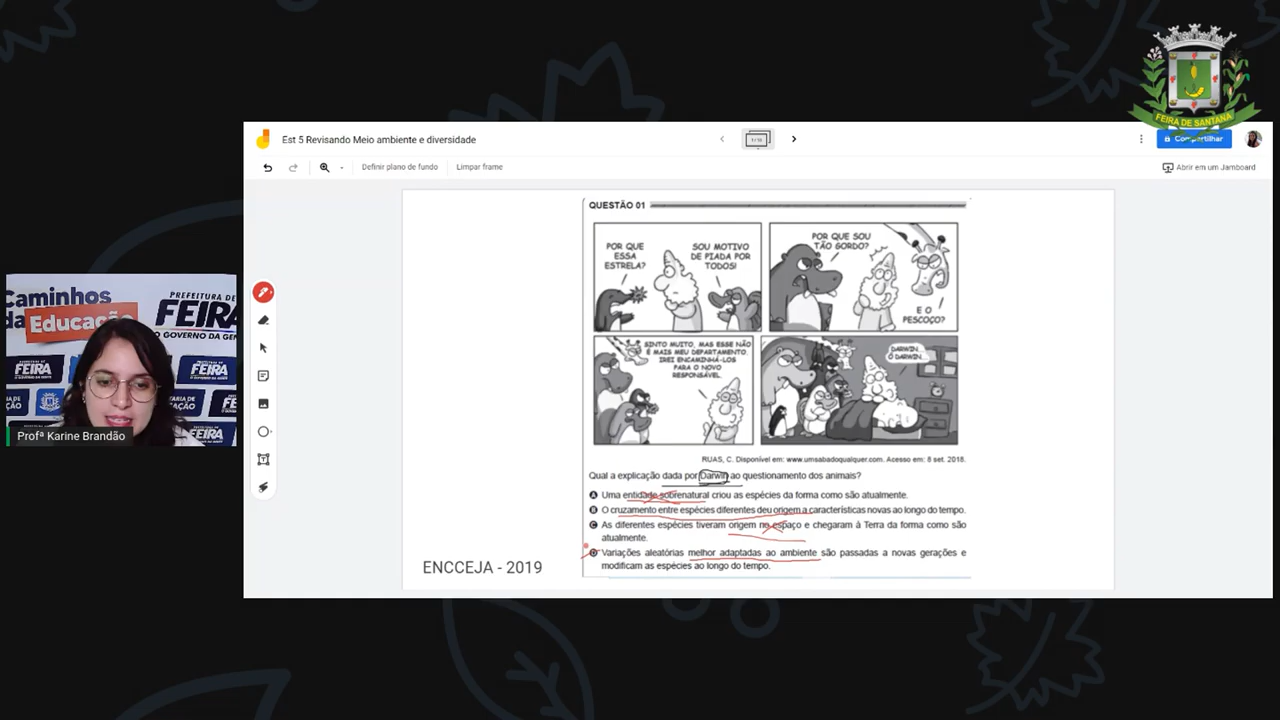 FEIRA DE SANTANA
Est 5 Revisando Meio ambiente e diversidade
Compartilhar
Definir plano de fundo
Limpar frame
Abrir em um Jamboard
QUESTÃO 01
POR QUE
ESSA
ESTRELA?
SOU MOTIVO
DE PIADA POR
TODOS!
POR QUE SOU
TÃO GORDO?
E O
PESCOÇO?
SINTO MUITO, MAS ESSE NÃO
É MAIS MEU DEPARTAMENTO.
IREI ENCAMINHÁ-LOS
PARA O NOVO
RESPONSÁVEL.
DARWIN...
Ô DARWIN...
RUAS, C. Disponível em: www.umsabadoqualquer.com. Acesso em: 8 set. 2018.
Qual a explicação dada por Darwin ao questionamento dos animais?
A Uma entidade sobrenatural criou as espécies da forma como são atualmente.
B O cruzamento entre espécies diferentes deu origem a características novas ao longo do tempo.
C As diferentes espécies tiveram origem no espaço e chegaram à Terra da forma como são
atualmente.
D Variações aleatórias melhor adaptadas ao ambiente são passadas a novas gerações e
modificam as espécies ao longo do tempo.
ENCCEJA - 2019
Caminhos
da Educação
PREFEITURA DE
FEIRA
O GOVERNO DA GEN
FEIRA
FEIRA
FEIRA
Profª Karine Brandão